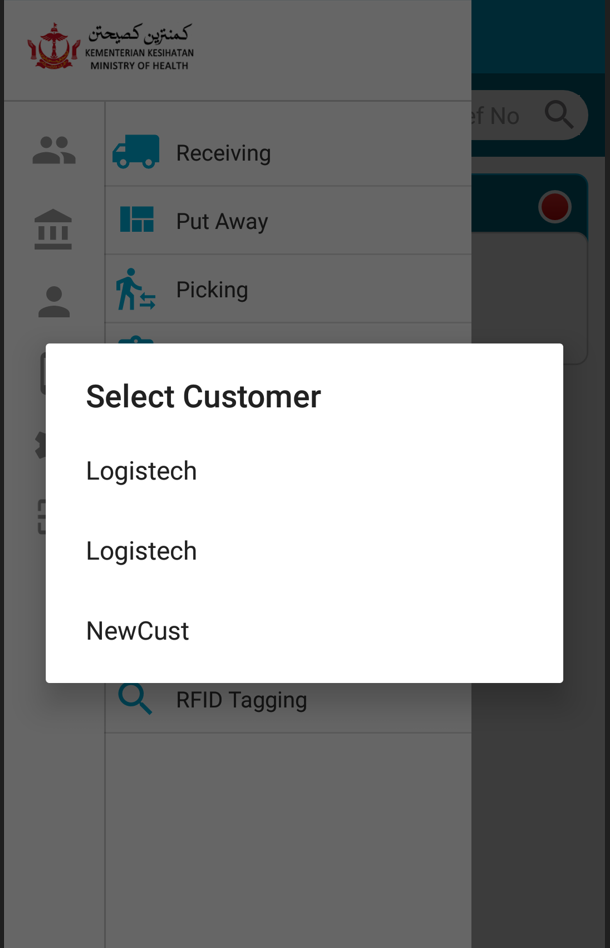 كمنترين كصيحتن
KEMENTERIAN KESIHATAN
MINISTRY OF HEALTH
ef No
Receiving
Put Away
Picking
Select Customer
Logistech
Logistech
NewCust
RFID Tagging